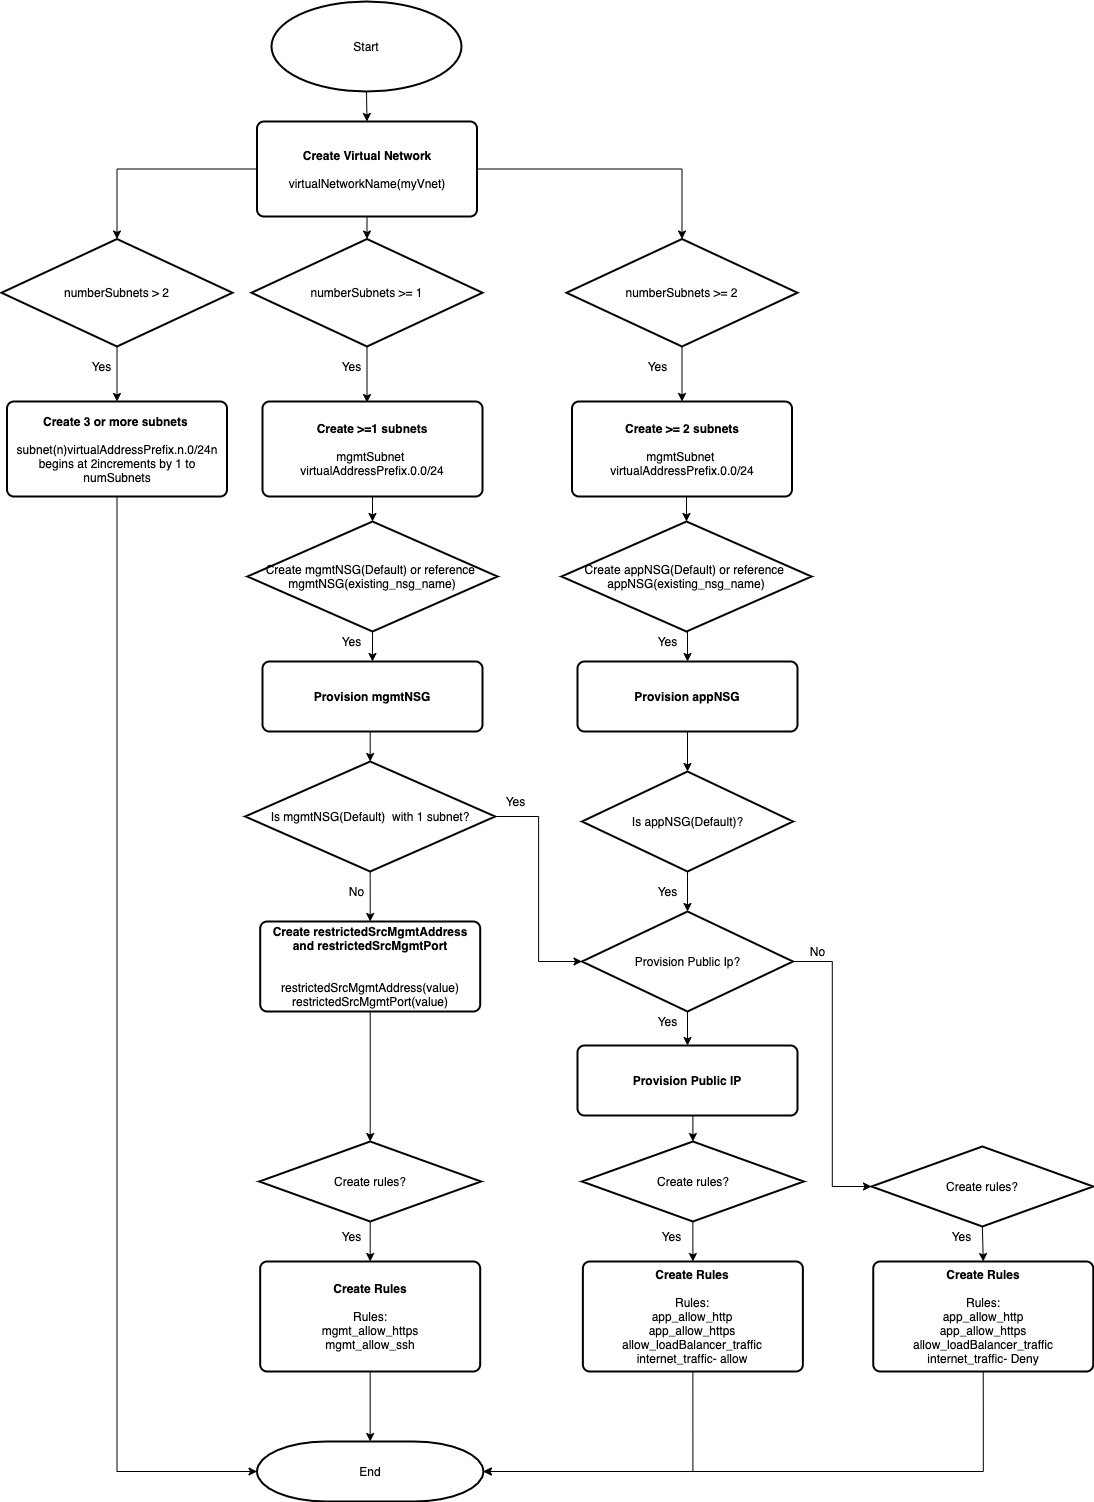 Start
Create Virtual Network
virtualNetworkName(myVnet)
numberSubnets > 2
numberSubnets >= 1
numberSubnets >= 2
Yes
Yes
Yes
Create 3 or more subnets
subnet(n)virtualAddressPrefix.n.0/24n
begins at 2increments by 1 to
numSubnets
Create >=1 subnets
mgmtSubnet
virtualAddressPrefix.0.0/24
Create >= 2 subnets
mgmtSubnet
virtualAddressPrefix.0.0/24
Create mgmtNSG(Default) or reference
mgmtNSG(existing_nsg_name)
Create appNSG(Default) or reference
appNSG(existing_nsg_name)
Yes
Yes
Provision mgmtNSG
Provision appNSG
Is mgmtNSG(Default)  with 1 subnet?
Yes
Is appNSG(Default)?
No
Yes
Create restrictedSrcMgmtAddress
and restrictedSrcMgmtPort
restrictedSrcMgmtAddress(value)
restrictedSrcMgmtPort(value)
Provision Public Ip?
No
Yes
Provision Public IP
Create rules?
Create rules?
Create rules?
Yes
Yes
Yes
Create Rules
Rules:
mgmt_allow_https
mgmt_allow_ssh
Create Rules
Rules:
app_allow_http
app_allow_https
allow_loadBalancer_traffic
internet_traffic- allow
Create Rules
Rules:
app_allow_http
app_allow_https
allow_loadBalancer_traffic
internet_traffic- Deny
End